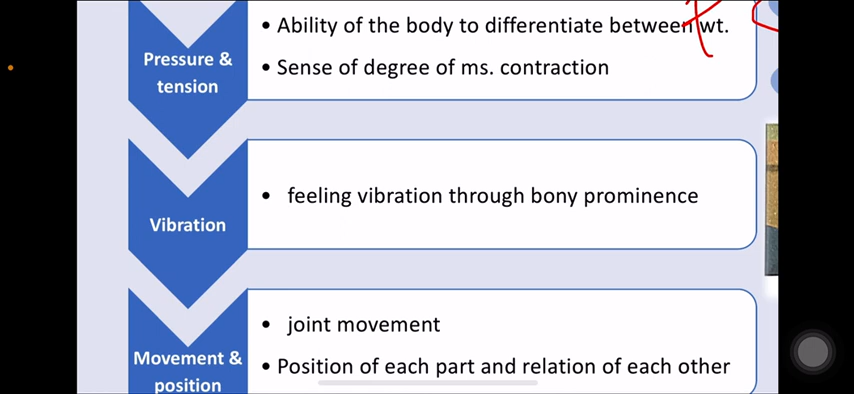 • Ability of the body to differentiate between wt.
Pressure &
tension
• Sense of degree of ms. contraction
Vibration
• feeling vibration through bony prominence
Movement &
position
• joint movement
• Position of each part and relation of each other